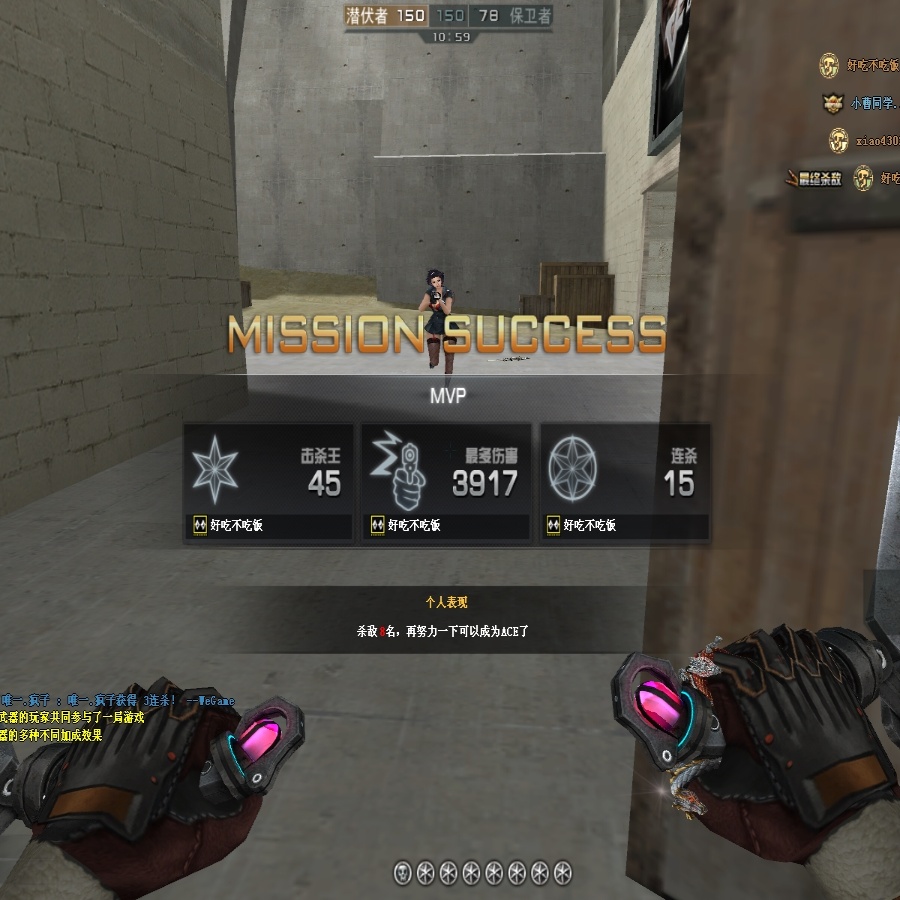 潜伏者 150 150 78 保卫者
10:59
好吃不吃饭
小曹同学..
xiao430
最终杀敌 好吃
MISSION SUCCESS
MVP
击杀王 45
最多伤害 3917
连杀 15
好吃不吃饭
好吃不吃饭
好吃不吃饭
个人表现
杀敌8名，再努力一下可以成为ACE了
唯一.疯子 : 唯一.疯子获得 3连杀! --WeGame
武器的玩家共同参与了一局游戏
器的多种不同加成效果